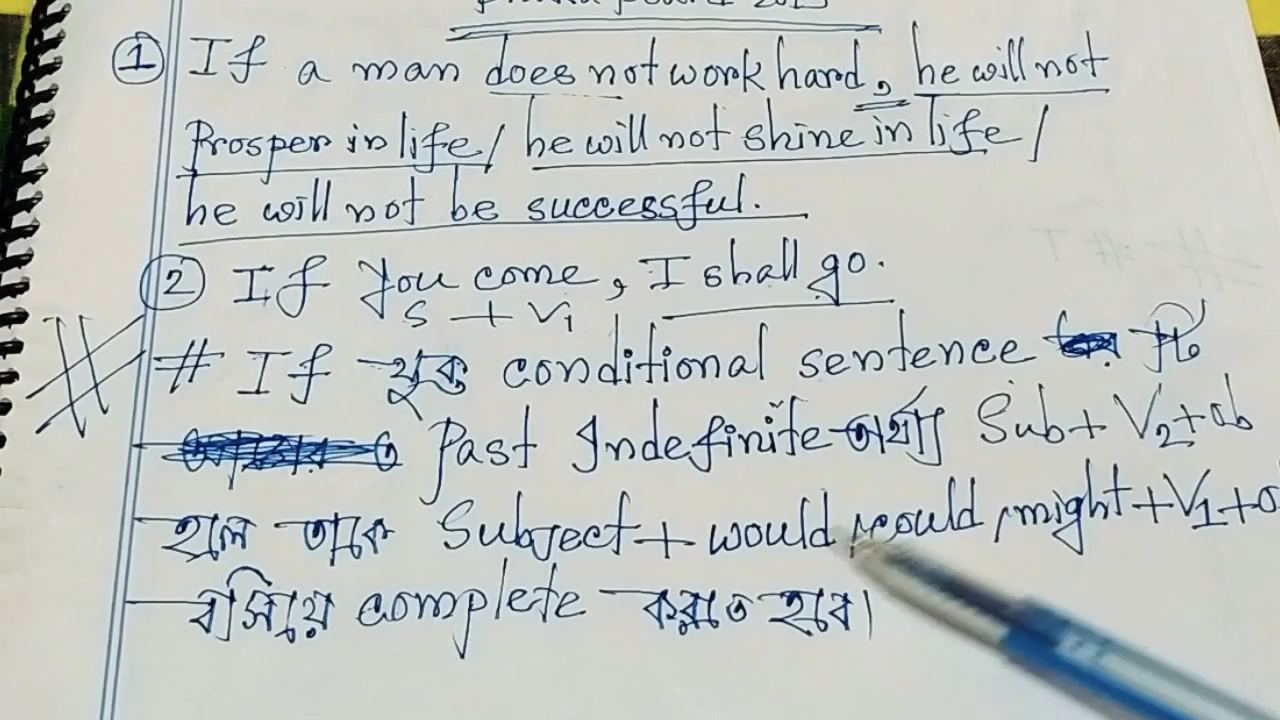 ① If a man does not work hard, he will not
Prosper in life/ he will not shine in life/
he will not be successful.
② If you come, I shall go.
S + V1
# If যুক্ত conditional sentence টি
Past Indefinite অর্থাৎ Sub + V2 + ob
হলে তাকে Subject + would, could, might + V1 + o
বসিয়ে complete করতে হবে।